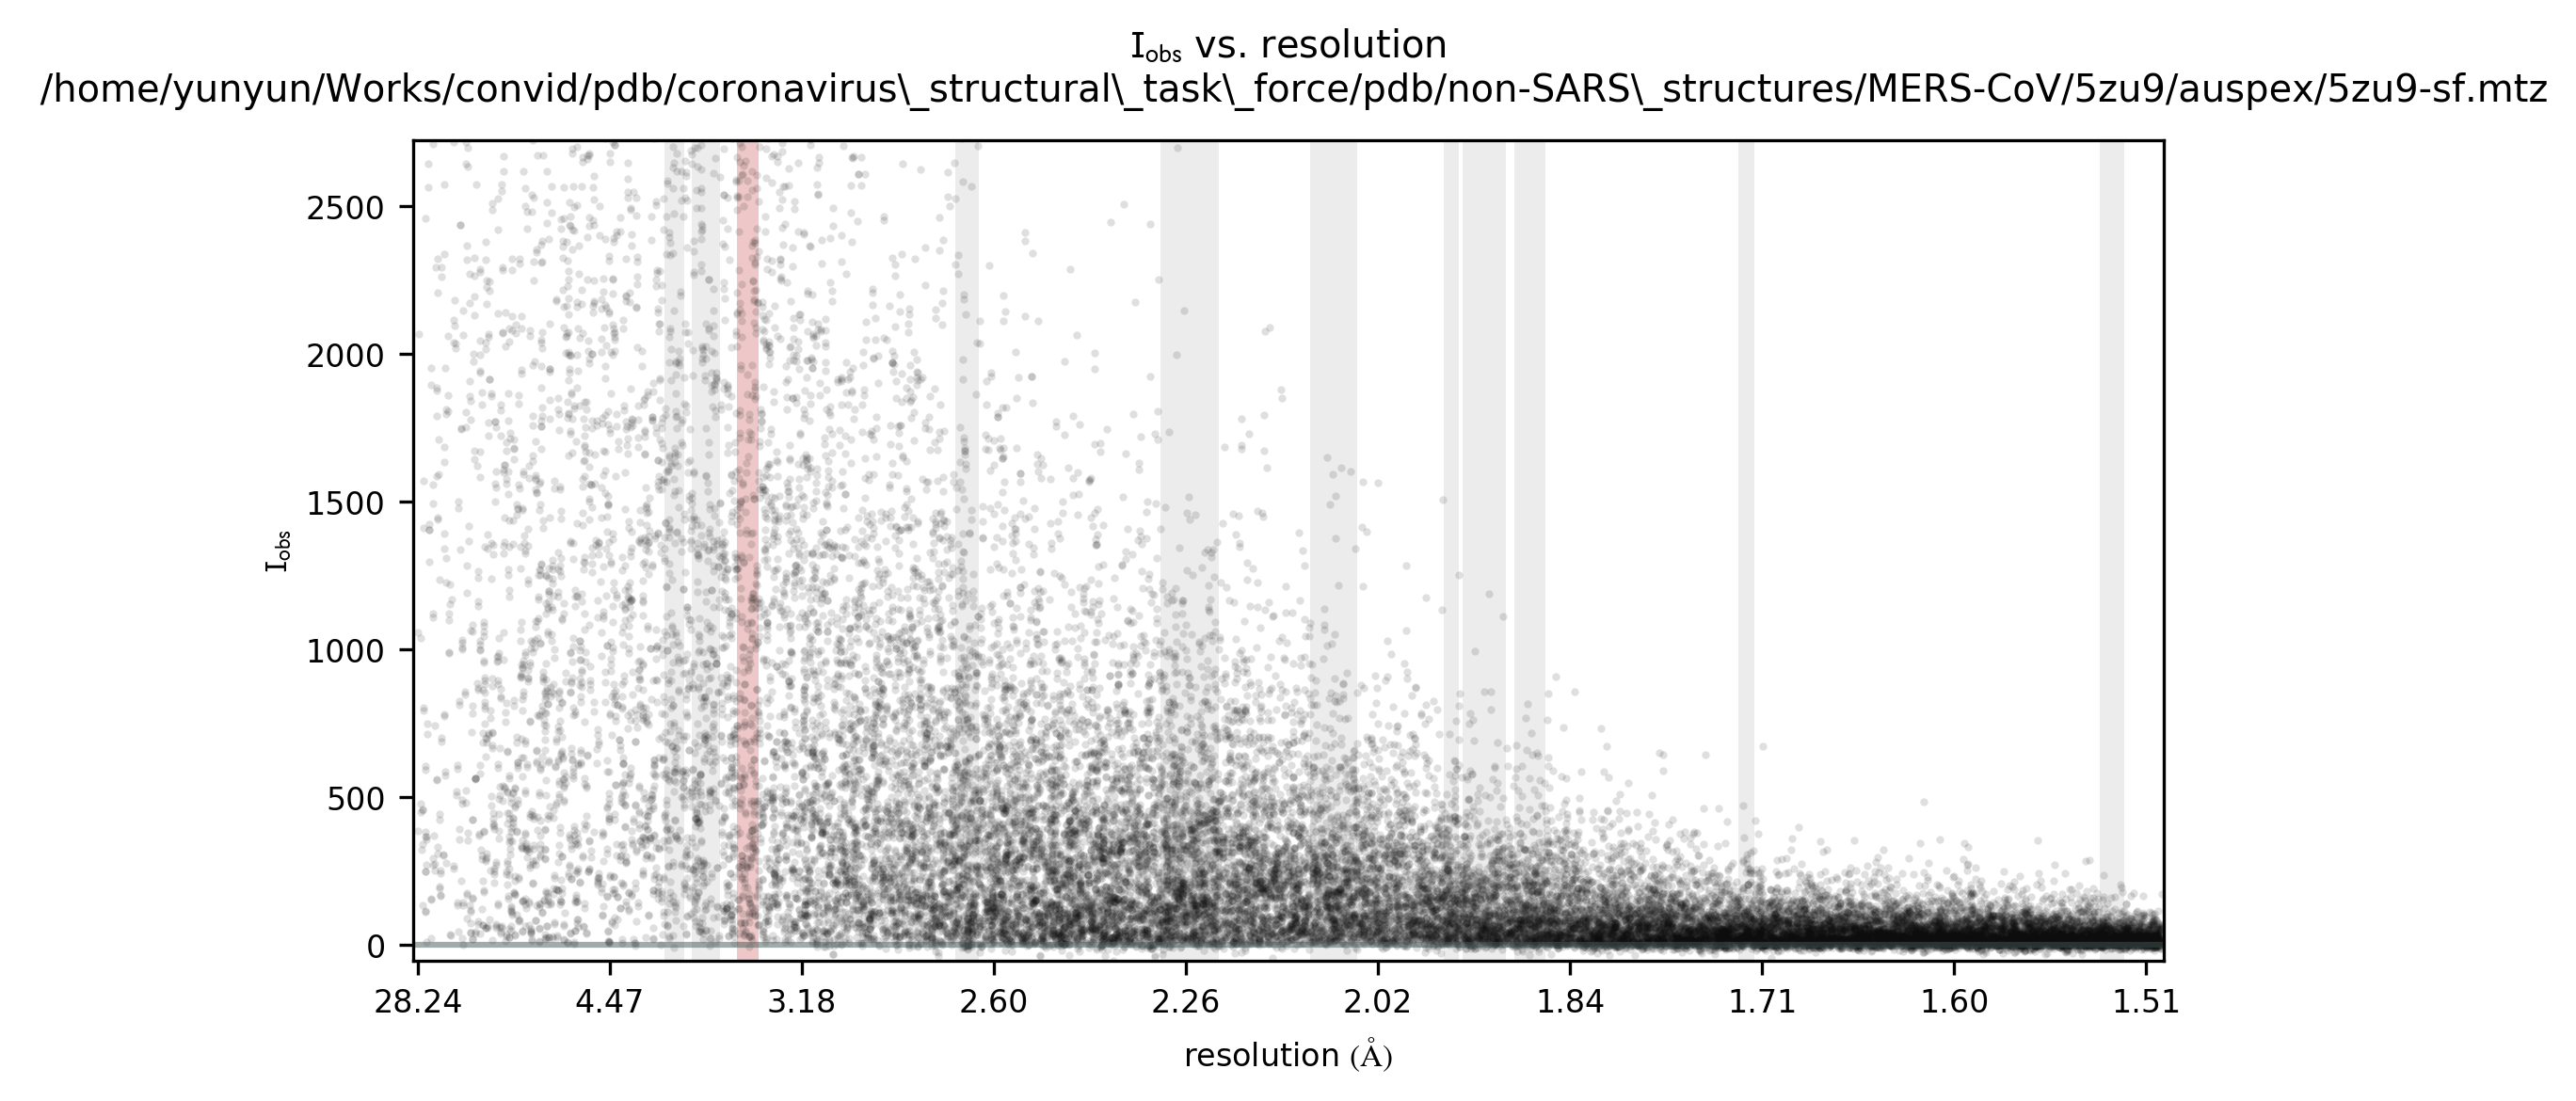 I_obs vs. resolution
/home/yunyun/Works/convid/pdb/coronavirus\_structural\_task\_force/pdb/non-SARS\_structures/MERS-CoV/5zu9/auspex/5zu9-sf.mtz
2500
2000
1500
1000
500
0
I_obs
28.24 4.47 3.18 2.60 2.26 2.02 1.84 1.71 1.60 1.51
resolution (Å)